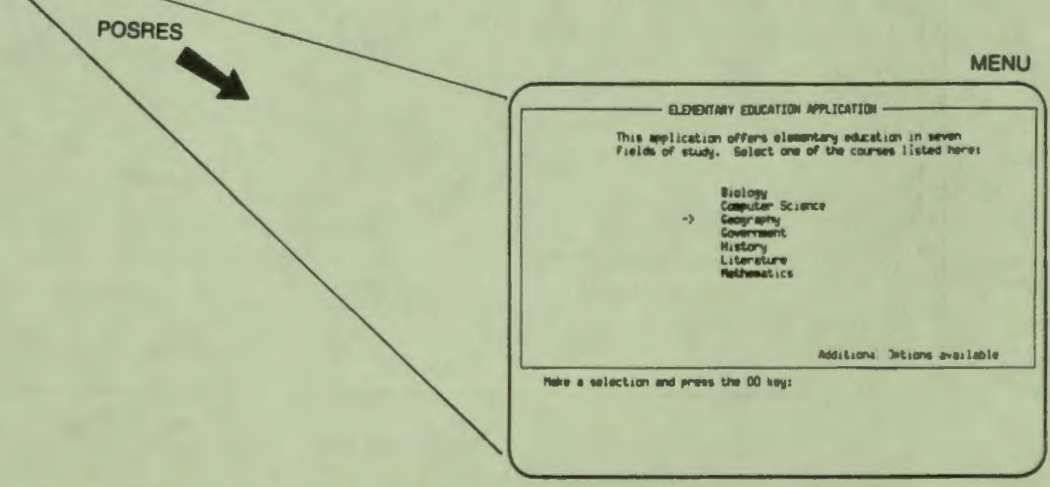 POSRES
MENU
ELEMENTARY EDUCATION APPLICATION
This application offers elementary education in seven
fields of study. Select one of the courses listed here:
Biology
Computer Science
-> Geography
Government
History
Literature
Mathematics
Additional Options available
Make a selection and press the DO key: